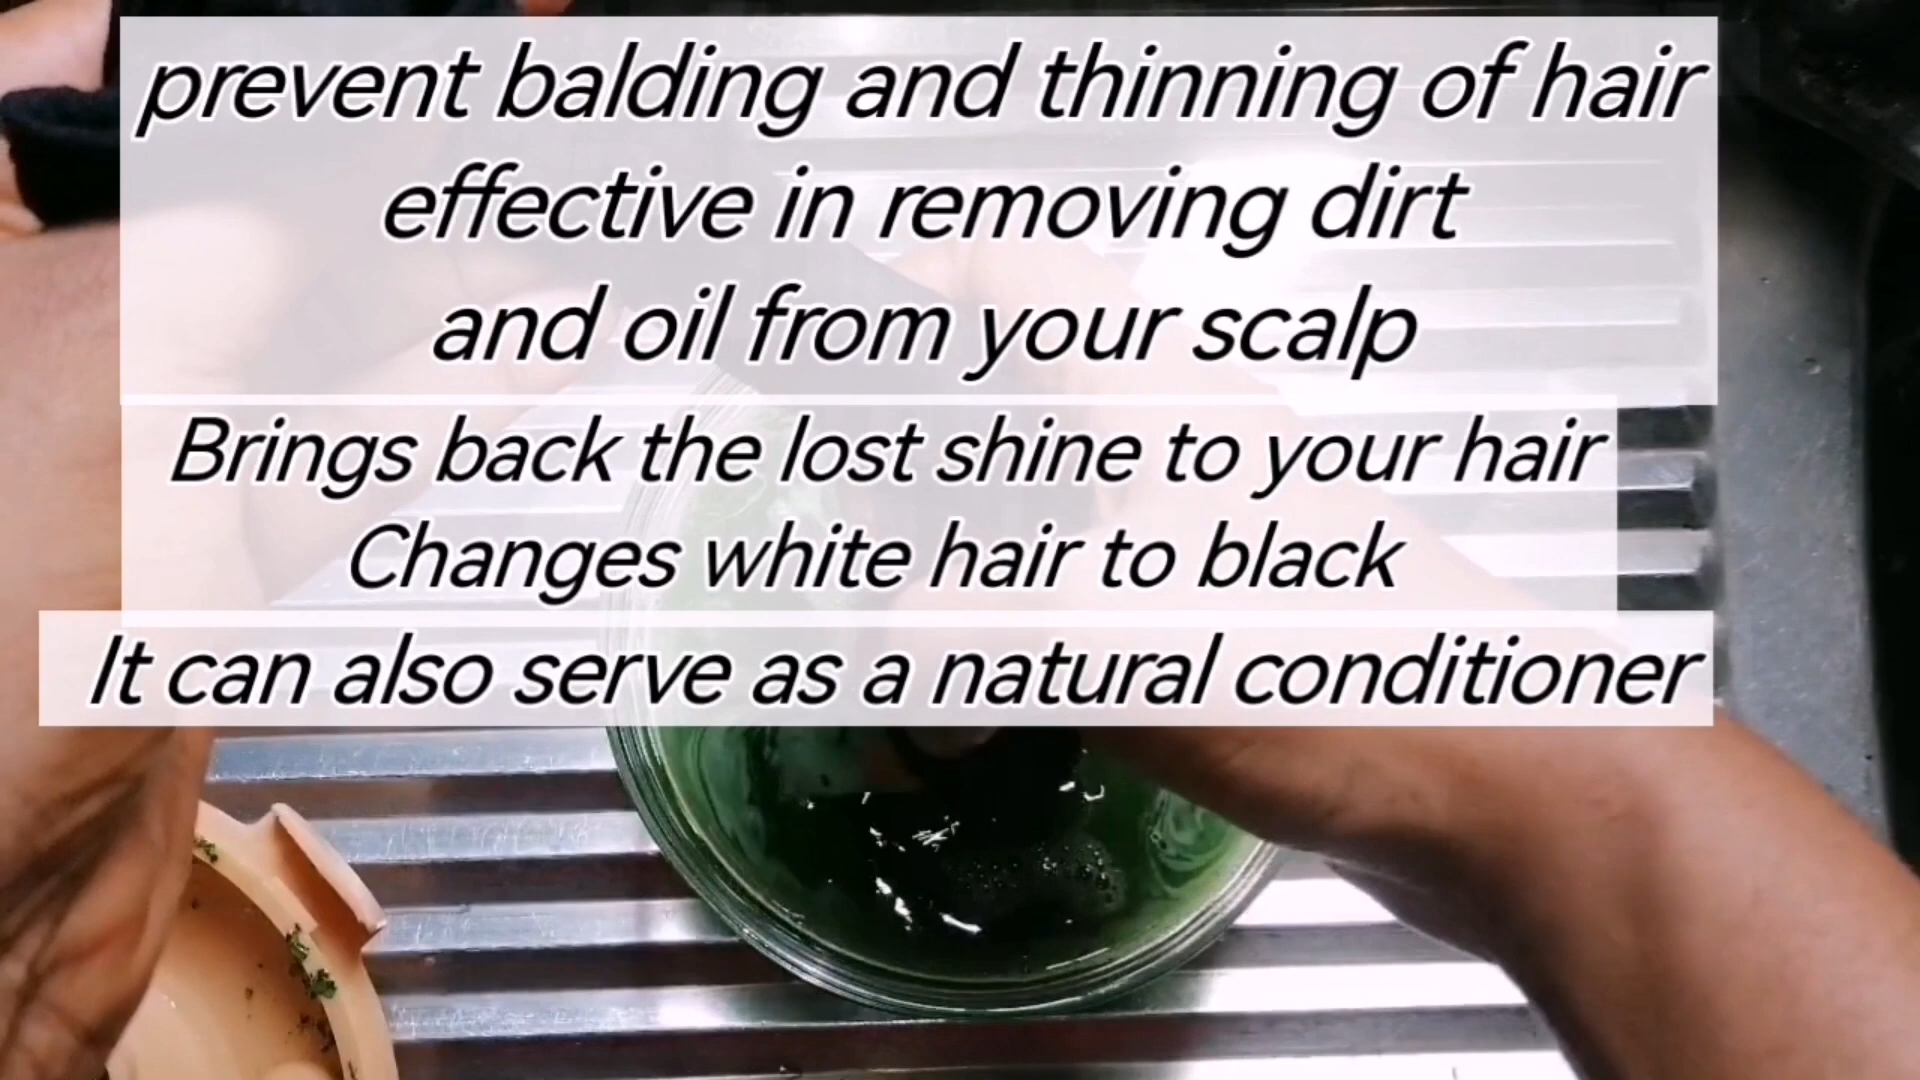 prevent balding and thinning of hair
effective in removing dirt
and oil from your scalp
Brings back the lost shine to your hair
Changes white hair to black
It can also serve as a natural conditioner